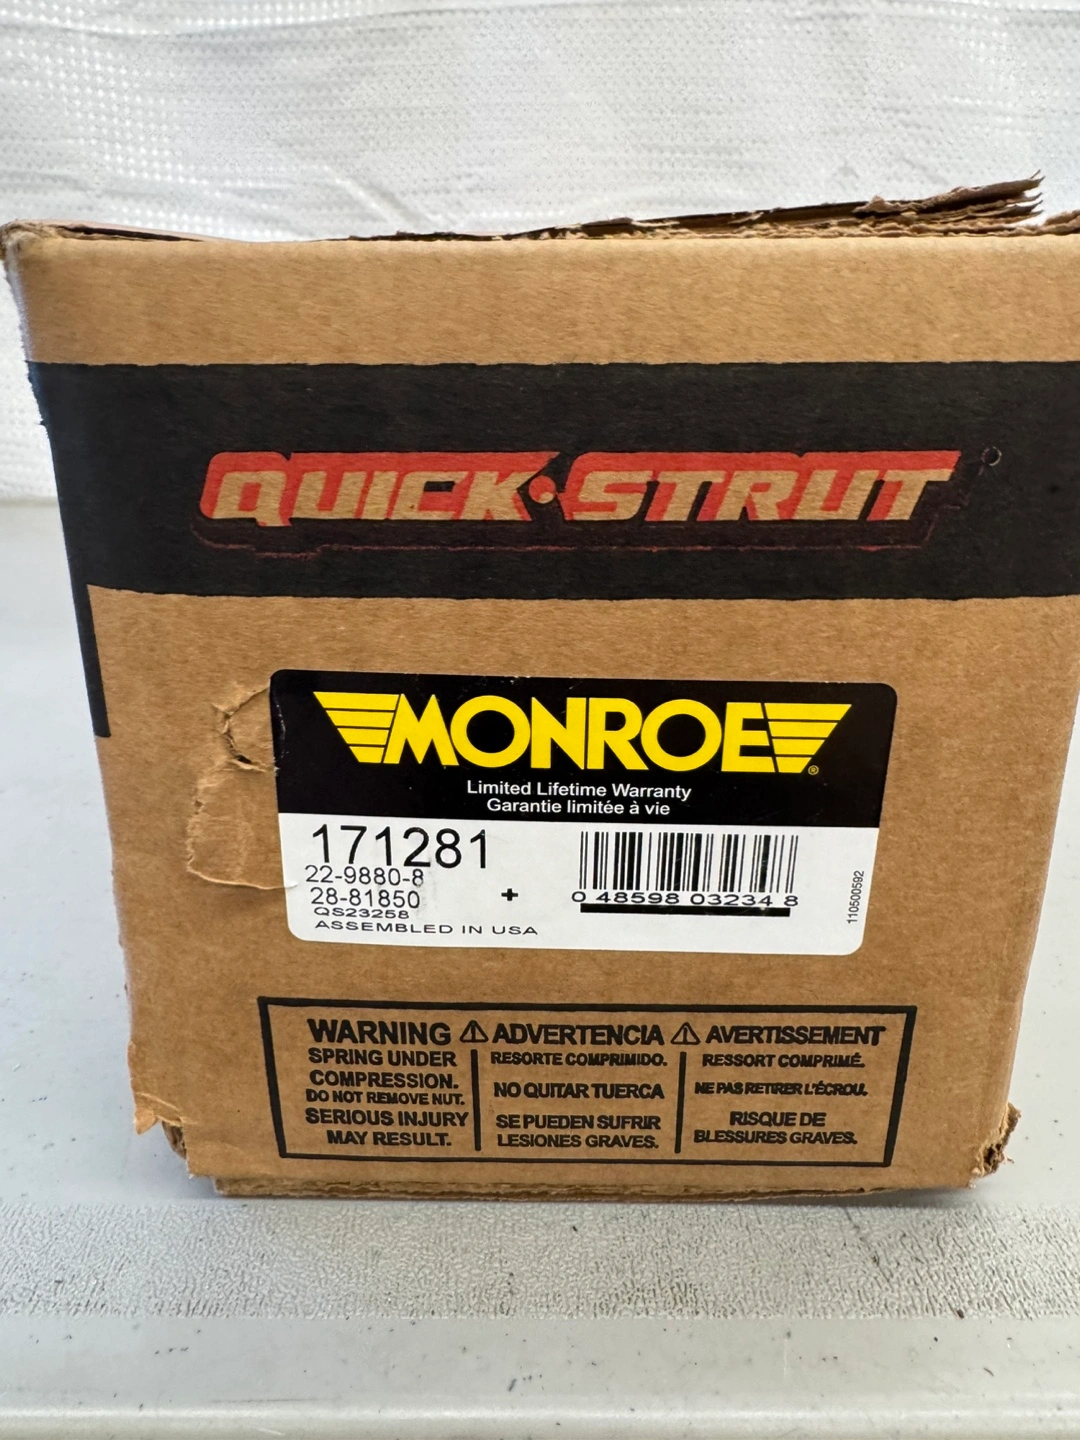 QUICK·STRUT
MONROE®
Limited Lifetime Warranty
Garantie limitée à vie
171281
22-9880-8
28-81850
+
QS23258
ASSEMBLED IN USA
0 48598 03234 8
110500592
WARNING ⚠ ADVERTENCIA ⚠ AVERTISSEMENT
SPRING UNDER
COMPRESSION.
DO NOT REMOVE NUT.
SERIOUS INJURY
MAY RESULT.
RESORTE COMPRIMIDO.
NO QUITAR TUERCA
SE PUEDEN SUFRIR
LESIONES GRAVES.
RESSORT COMPRIMÉ.
NE PAS RETIRER L'ÉCROU.
RISQUE DE
BLESSURES GRAVES.